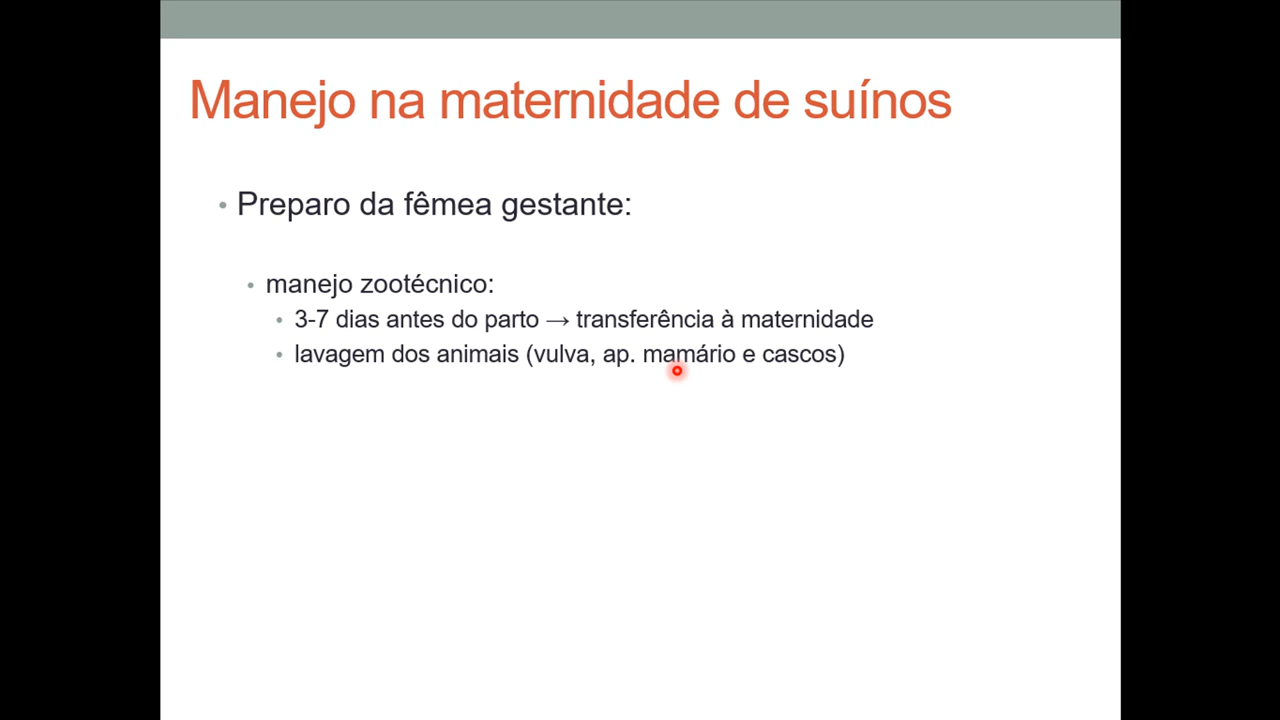 Manejo na maternidade de suínos
• Preparo da fêmea gestante:
• manejo zootécnico:
• 3-7 dias antes do parto → transferência à maternidade
• lavagem dos animais (vulva, ap. mamário e cascos)